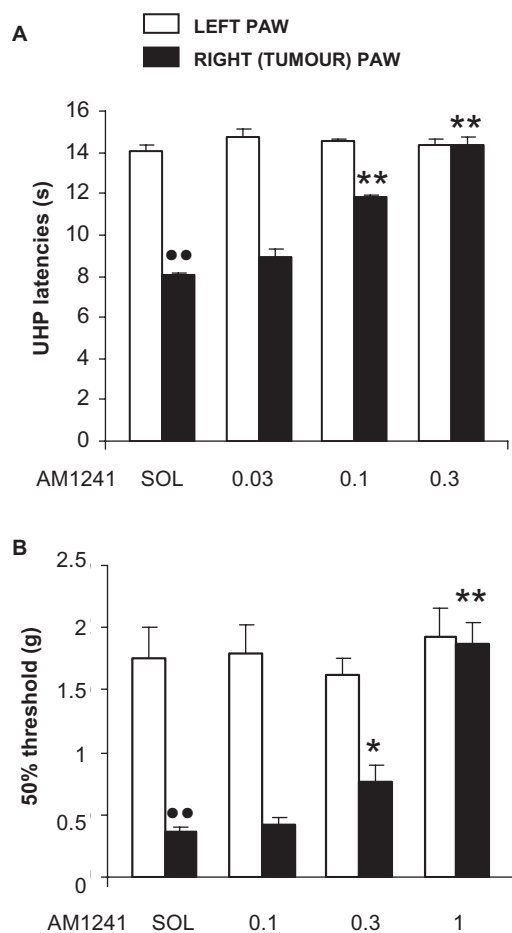 A
LEFT PAW
RIGHT (TUMOUR) PAW
UHP latencies (s)
16
14
12
10
8
6
4
2
0
••
**
**
AM1241 SOL 0.03 0.1 0.3
B
50% threshold (g)
2.5
2
1.5
1
0.5
0
••
*
**
AM1241 SOL 0.1 0.3 1